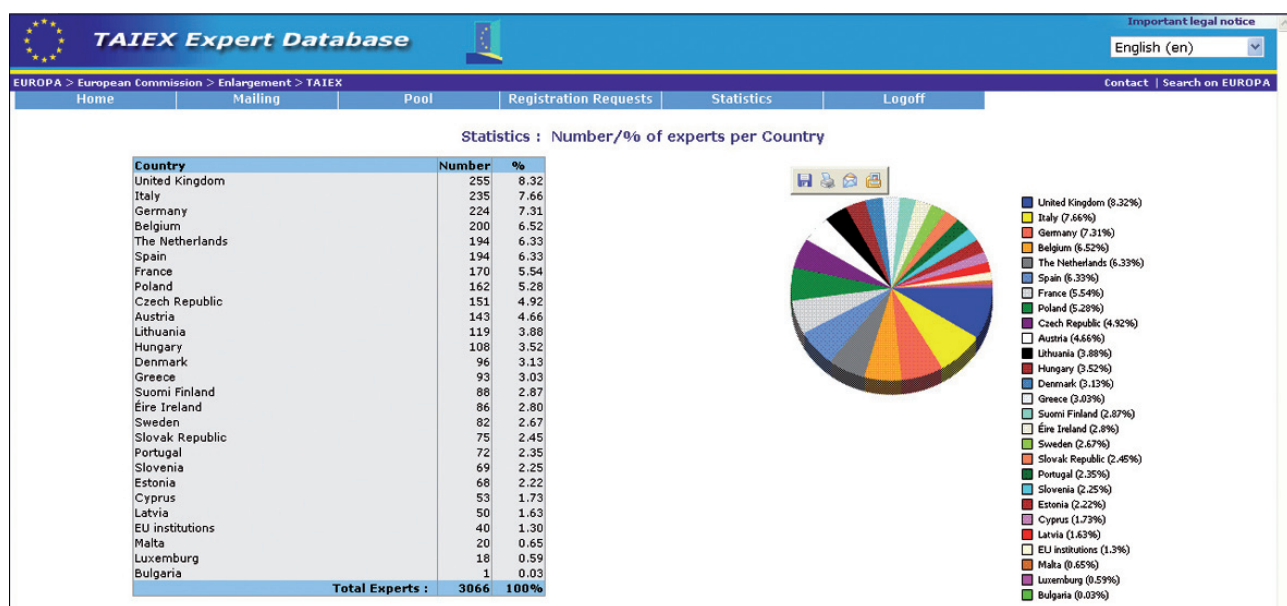 Important legal notice
TAIEX Expert Database
English (en)
EUROPA > European Commission > Enlargement > TAIEX
Contact | Search on EUROPA
Home Mailing Pool Registration Requests Statistics Logoff
Statistics : Number/% of experts per Country
Country Number %
United Kingdom 255 8.32
Italy 235 7.66
Germany 224 7.31
Belgium 200 6.52
The Netherlands 194 6.33
Spain 194 6.33
France 170 5.54
Poland 162 5.28
Czech Republic 151 4.92
Austria 143 4.66
Lithuania 119 3.88
Hungary 108 3.52
Denmark 96 3.13
Greece 93 3.03
Suomi Finland 88 2.87
Éire Ireland 86 2.80
Sweden 82 2.67
Slovak Republic 75 2.45
Portugal 72 2.35
Slovenia 69 2.25
Estonia 68 2.22
Cyprus 53 1.73
Latvia 50 1.63
EU institutions 40 1.30
Malta 20 0.65
Luxemburg 18 0.59
Bulgaria 1 0.03
Total Experts : 3066 100%
United Kingdom (8.32%)
Italy (7.66%)
Germany (7.31%)
Belgium (6.52%)
The Netherlands (6.33%)
Spain (6.33%)
France (5.54%)
Poland (5.28%)
Czech Republic (4.92%)
Austria (4.66%)
Lithuania (3.88%)
Hungary (3.52%)
Denmark (3.13%)
Greece (3.03%)
Suomi Finland (2.87%)
Éire Ireland (2.8%)
Sweden (2.67%)
Slovak Republic (2.45%)
Portugal (2.35%)
Slovenia (2.25%)
Estonia (2.22%)
Cyprus (1.73%)
Latvia (1.63%)
EU institutions (1.3%)
Malta (0.65%)
Luxemburg (0.59%)
Bulgaria (0.03%)